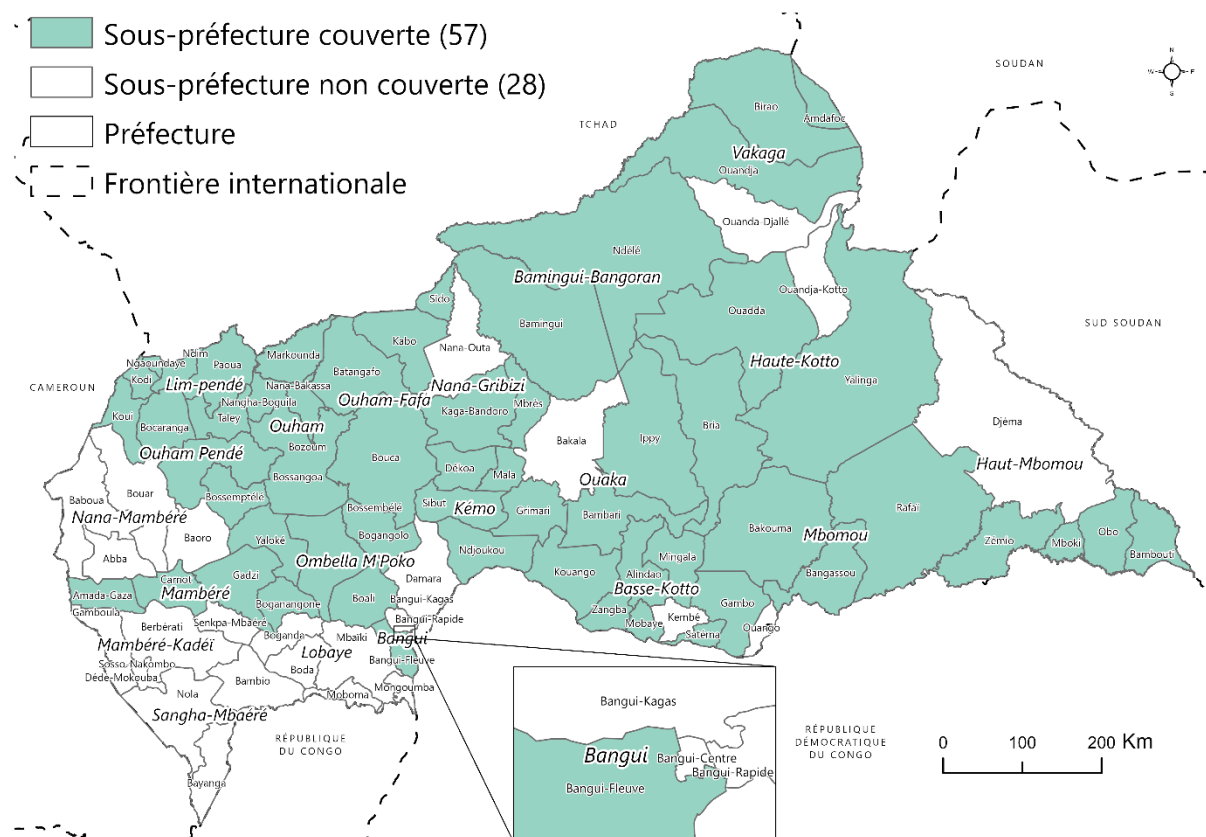 Sous-préfecture couverte (57)
Sous-préfecture non couverte (28)
Préfecture
Frontière internationale
N
W
E
S
SOUDAN
TCHAD
Birao
Amdafoc
Vakaga
Ouandja
Ouanda-Djallé
Ndélé
Bamingui-Bangoran
Ouandja-Kotto
Sido
Ouadda
Bamingui
SUD SOUDAN
Kabo
Nana-Outa
Ndim
Markounda
Ngaoundaye
Paoua
Haute-Kotto
Batangafo
Kodi
Lim-pendé
Nana-Bakassa
Nana-Gribizi
Yalinga
CAMEROUN
Nangha-Boguila
Ouham-Fafa
Mbrès
Koui
Taley
Kaga-Bandoro
Djéma
Bocaranga
Ouham
Bria
Ippy
Bakala
Bozoum
Ouham Pendé
Bouca
Haut-Mbomou
Dékoa
Mala
Bossangoa
Ouaka
Bouar
Baboua
Bossemptélé
Sibut
Bossembélé
Kémo
Grimari
Rafaï
Nana-Mambéré
Bambari
Bakouma
Mbomou
Obo
Baoro
Yaloké
Bogangolo
Zémio
Mboki
Ndjoukou
Bambouti
Abba
Ombella M'Poko
Mingala
Kouango
Alindao
Bangassou
Gadzi
Damara
Carnot
Basse-Kotto
Mambéré
Amada-Gaza
Boali
Bangui-Kagas
Gambo
Boganangone
Zangba
Gamboula
Mobaye
Kembé
Bangui-Rapide
Senkpa-Mbaéré
Berbérati
Ouango
Boganda
Mbaïki
Bangui
Saterna
Mambéré-Kadéï
Lobaye
Bangui-Fleuve
Sosso-Nakombo
Boda
Dédé-Mokouba
Bambio
Mongoumba
Nola
Moboma
Sangha-Mbaéré
Bangui-Kagas
RÉPUBLIQUE
DU CONGO
RÉPUBLIQUE
DÉMOCRATIQUE
DU CONGO
0
100
200 Km
Bangui
Bangui-Centre
Bangui-Rapide
Bangui-Fleuve
Bayanga